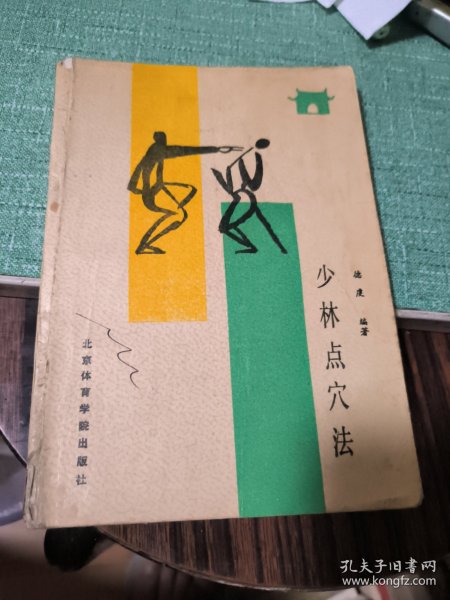 少林点穴法
德虔 编著
北京体育学院出版社
孔夫子旧书网
www.kongfz.com